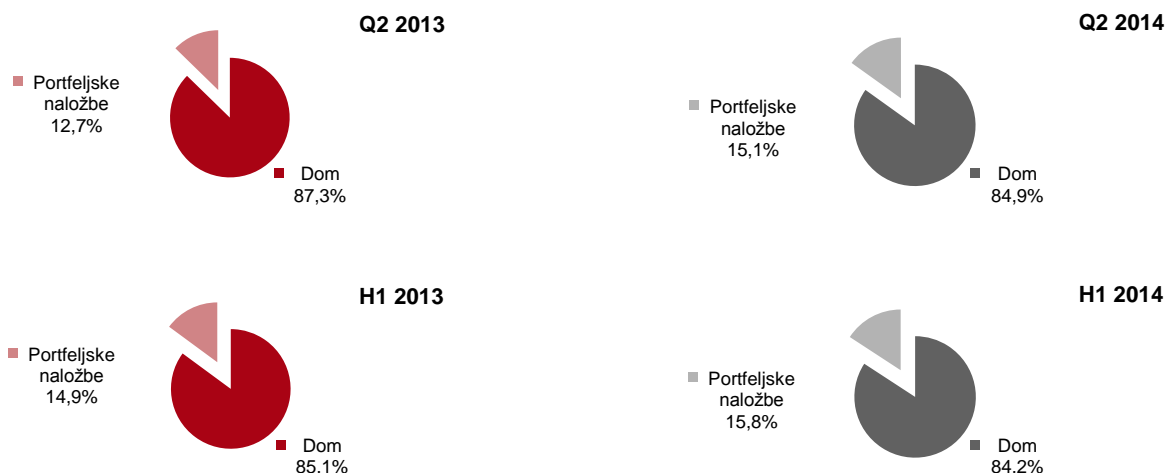 Q2 2013
Portfeljske
naložbe
12,7%
Dom
87,3%
Q2 2014
Portfeljske
naložbe
15,1%
Dom
84,9%
H1 2013
Portfeljske
naložbe
14,9%
Dom
85,1%
H1 2014
Portfeljske
naložbe
15,8%
Dom
84,2%